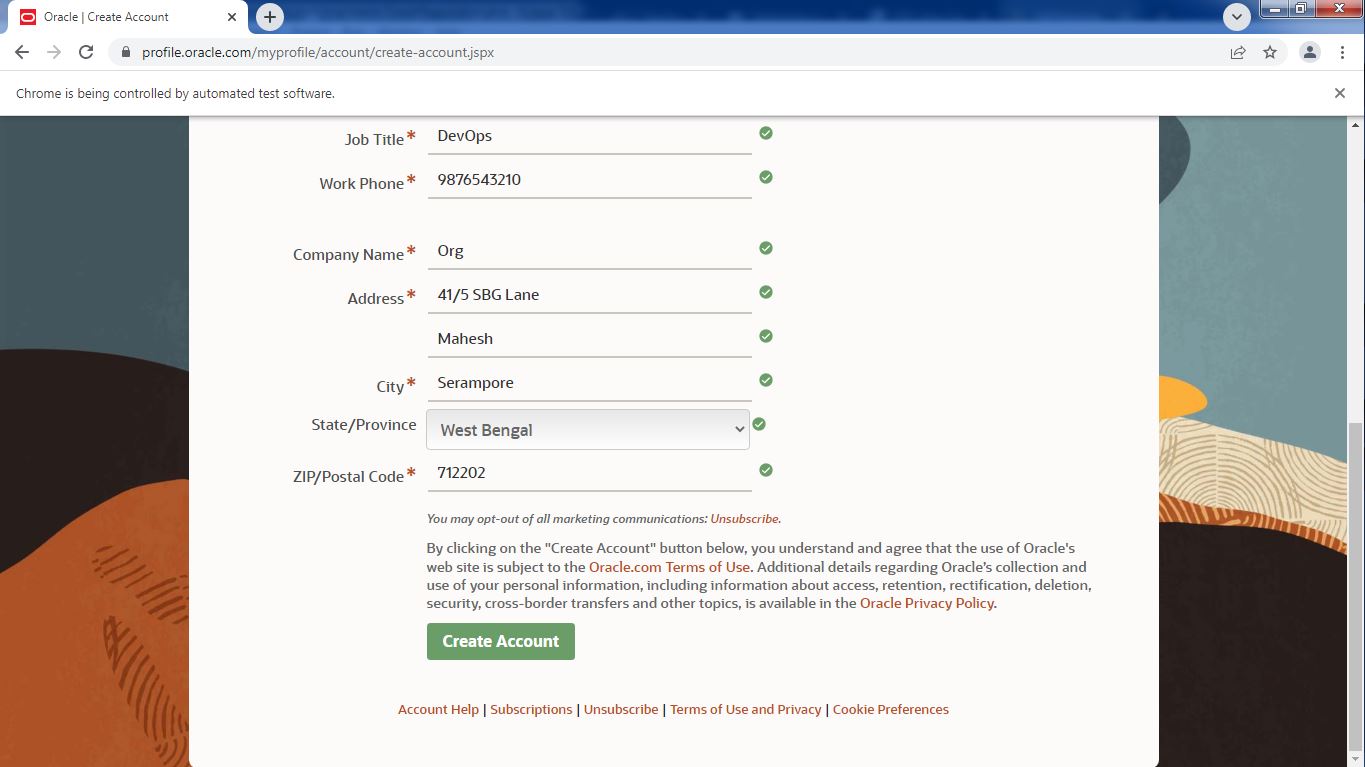 Oracle | Create Account
profile.oracle.com/myprofile/account/create-account.jspx
Chrome is being controlled by automated test software.
Job Title* DevOps
Work Phone* 9876543210
Company Name* Org
Address* 41/5 SBG Lane
Mahesh
City* Serampore
State/Province West Bengal
ZIP/Postal Code* 712202
You may opt-out of all marketing communications: Unsubscribe.
By clicking on the "Create Account" button below, you understand and agree that the use of Oracle's
web site is subject to the Oracle.com Terms of Use. Additional details regarding Oracle’s collection and
use of your personal information, including information about access, retention, rectification, deletion,
security, cross-border transfers and other topics, is available in the Oracle Privacy Policy.
Create Account
Account Help | Subscriptions | Unsubscribe | Terms of Use and Privacy | Cookie Preferences